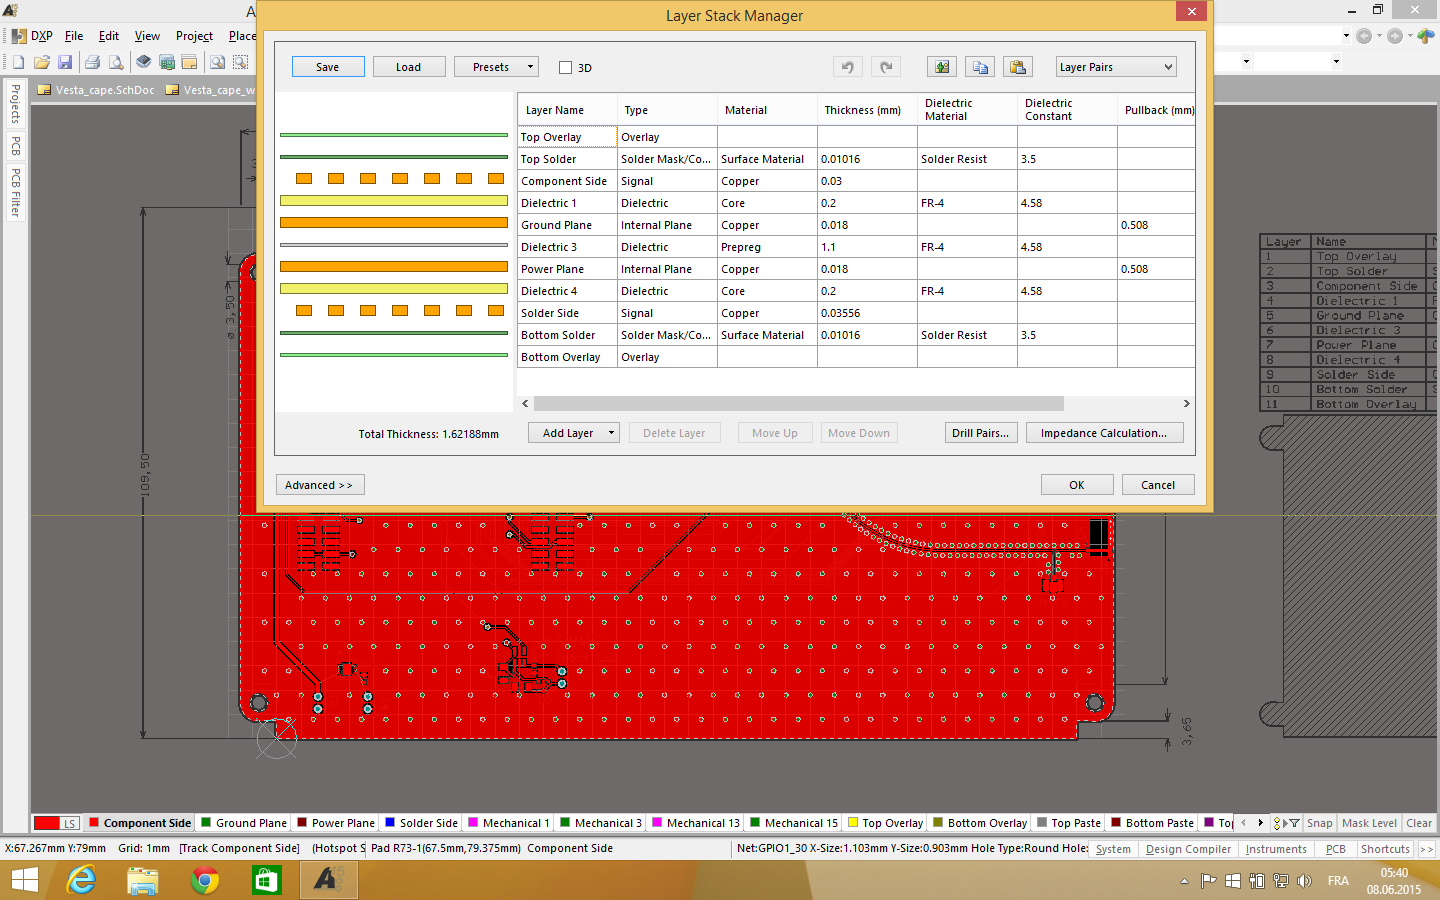 Layer Stack Manager
DXP File Edit View Project Place
Vesta_cape.SchDoc Vesta_cape_w
Projects
PCB
PCB Filter
Save Load Presets 3D Layer Pairs
Layer Name Type Material Thickness (mm) Dielectric Material Dielectric Constant Pullback (mm)
Top Overlay Overlay
Top Solder Solder Mask/Co... Surface Material 0.01016 Solder Resist 3.5
Component Side Signal Copper 0.03
Dielectric 1 Dielectric Core 0.2 FR-4 4.58
Ground Plane Internal Plane Copper 0.018 0.508
Dielectric 3 Dielectric Prepreg 1.1 FR-4 4.58
Power Plane Internal Plane Copper 0.018 0.508
Dielectric 4 Dielectric Core 0.2 FR-4 4.58
Solder Side Signal Copper 0.03556
Bottom Solder Solder Mask/Co... Surface Material 0.01016 Solder Resist 3.5
Bottom Overlay Overlay
Total Thickness: 1.62188mm Add Layer Delete Layer Move Up Move Down Drill Pairs... Impedance Calculation...
Advanced >> OK Cancel
Layer Name
1 Top Overlay
2 Top Solder
3 Component Side
4 Dielectric 1
5 Ground Plane
6 Dielectric 3
7 Power Plane
8 Dielectric 4
9 Solder Side
10 Bottom Solder
11 Bottom Overlay
109,50
⌀ 3,50
3,65
LS Component Side Ground Plane Power Plane Solder Side Mechanical 1 Mechanical 3 Mechanical 13 Mechanical 15 Top Overlay Bottom Overlay Top Paste Bottom Paste Snap Mask Level Clear
X:67.267mm Y:79mm Grid: 1mm [Track Component Side] (Hotspot S Pad R73-1(67.5mm,79.375mm) Component Side Net:GPIO1_30 X-Size:1.103mm Y-Size:0.903mm Hole Type:Round Hole: System Design Compiler Instruments PCB Shortcuts >>
FRA
05:40
08.06.2015